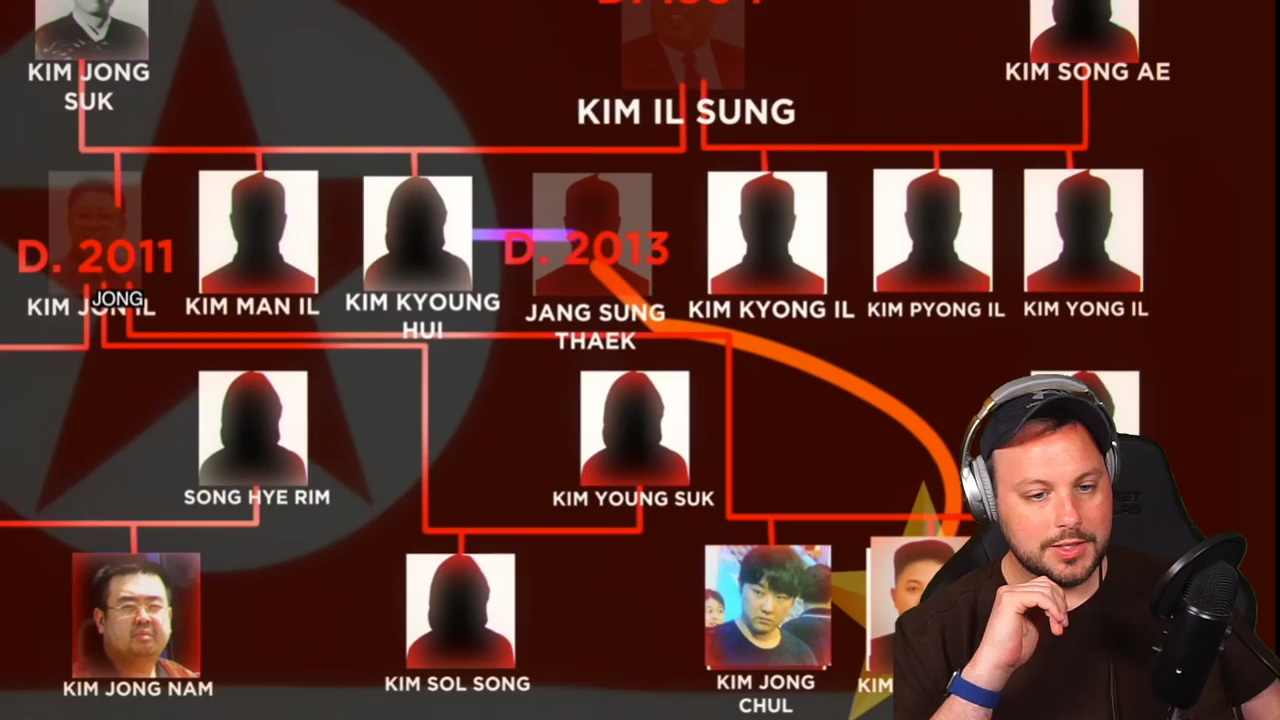 KIM JONG
SUK
KIM IL SUNG
KIM SONG AE
D. 2011
KIM JONG IL
JONG
KIM MAN IL
KIM KYOUNG
HUI
D. 2013
JANG SUNG
THAEK
KIM KYONG IL
KIM PYONG IL
KIM YONG IL
SONG HYE RIM
KIM YOUNG SUK
KIM JONG NAM
KIM SOL SONG
KIM JONG
CHUL
KIM